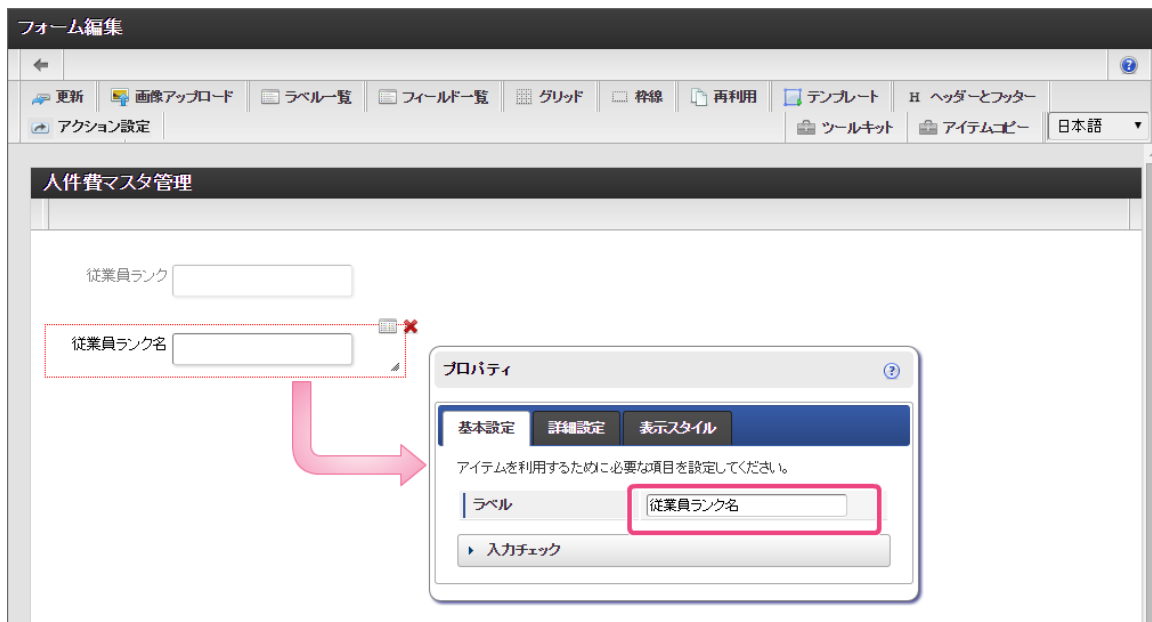 フォーム編集
更新 画像アップロード ラベル一覧 フィールド一覧 グリッド 枠線 再利用 テンプレート H ヘッダーとフッター
アクション設定 ツールキット アイテムコピー 日本語
人件費マスタ管理
従業員ランク
従業員ランク名
プロパティ
基本設定 詳細設定 表示スタイル
アイテムを利用するために必要な項目を設定してください。
ラベル 従業員ランク名
入力チェック